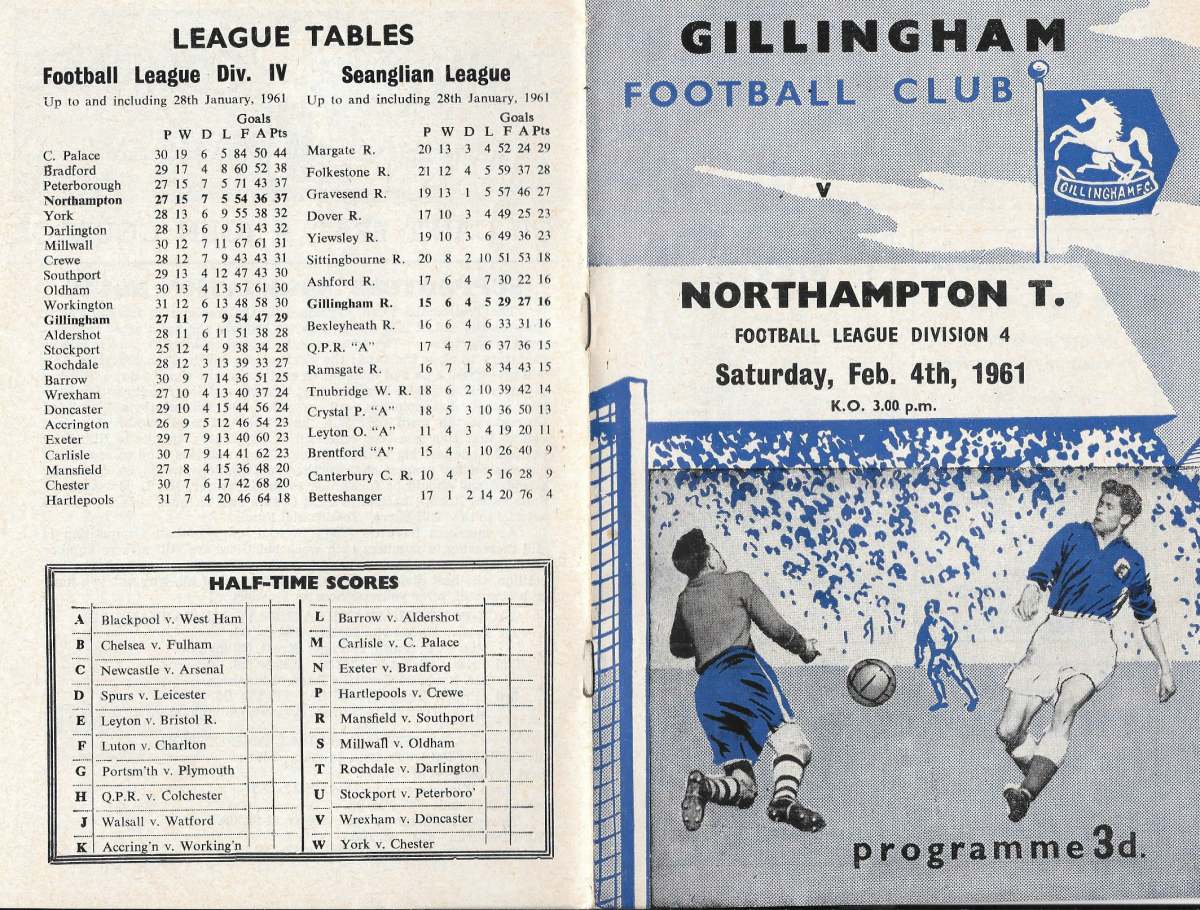 LEAGUE TABLES
Football League Div. IV
Up to and including 28th January, 1961
Goals
P W D L F A Pts
C. Palace 30 19 6 5 84 50 44
Bradford 29 17 4 8 60 52 38
Peterborough 27 15 7 5 71 43 37
Northampton 27 15 7 5 54 36 37
York 28 13 6 9 55 38 32
Darlington 28 13 6 9 51 43 32
Millwall 30 12 7 11 67 61 31
Crewe 28 12 7 9 43 43 31
Southport 29 13 4 12 47 43 30
Oldham 30 13 4 13 57 61 30
Workington 31 12 6 13 48 58 30
Gillingham 27 11 7 9 54 47 29
Aldershot 28 11 6 11 51 38 28
Stockport 25 12 4 9 38 34 28
Rochdale 28 12 3 13 39 33 27
Barrow 30 9 7 14 36 51 25
Wrexham 27 10 4 13 40 37 24
Doncaster 29 10 4 15 44 56 24
Accrington 26 9 5 12 46 54 23
Exeter 29 7 9 13 40 60 23
Carlisle 30 7 9 14 41 62 23
Mansfield 27 8 4 15 36 48 20
Chester 30 7 6 17 42 68 20
Hartlepools 31 7 4 20 46 64 18
Seanglian League
Up to and including 28th January, 1961
Goals
P W D L F A Pts
Margate R. 20 13 3 4 52 24 29
Folkestone R. 21 12 4 5 59 37 28
Gravesend R. 19 13 1 5 57 46 27
Dover R. 17 10 3 4 49 25 23
Yiewsley R. 19 10 3 6 49 36 23
Sittingbourne R. 20 8 2 10 51 53 18
Ashford R. 17 6 4 7 30 22 16
Gillingham R. 15 6 4 5 29 27 16
Bexleyheath R. 16 6 4 6 33 31 16
Q.P.R. "A" 17 4 7 6 37 36 15
Ramsgate R. 16 7 1 8 34 43 15
Tnubridge W. R. 18 6 2 10 39 42 14
Crystal P. "A" 18 5 3 10 36 50 13
Leyton O. "A" 11 4 3 4 19 20 11
Brentford "A" 15 4 1 10 26 40 9
Canterbury C. R. 10 4 1 5 16 28 9
Betteshanger 17 1 2 14 20 76 4
HALF-TIME SCORES
A Blackpool v. West Ham
B Chelsea v. Fulham
C Newcastle v. Arsenal
D Spurs v. Leicester
E Leyton v. Bristol R.
F Luton v. Charlton
G Portsm'th v. Plymouth
H Q.P.R. v. Colchester
J Walsall v. Watford
K Accring'n v. Working'n
L Barrow v. Aldershot
M Carlisle v. C. Palace
N Exeter v. Bradford
P Hartlepools v. Crewe
R Mansfield v. Southport
S Millwall v. Oldham
T Rochdale v. Darlington
U Stockport v. Peterboro'
V Wrexham v. Doncaster
W York v. Chester
GILLINGHAM
FOOTBALL CLUB
GILLINGHAM F.C.
V
NORTHAMPTON T.
FOOTBALL LEAGUE DIVISION 4
Saturday, Feb. 4th, 1961
K.O. 3.00 p.m.
programme 3d.